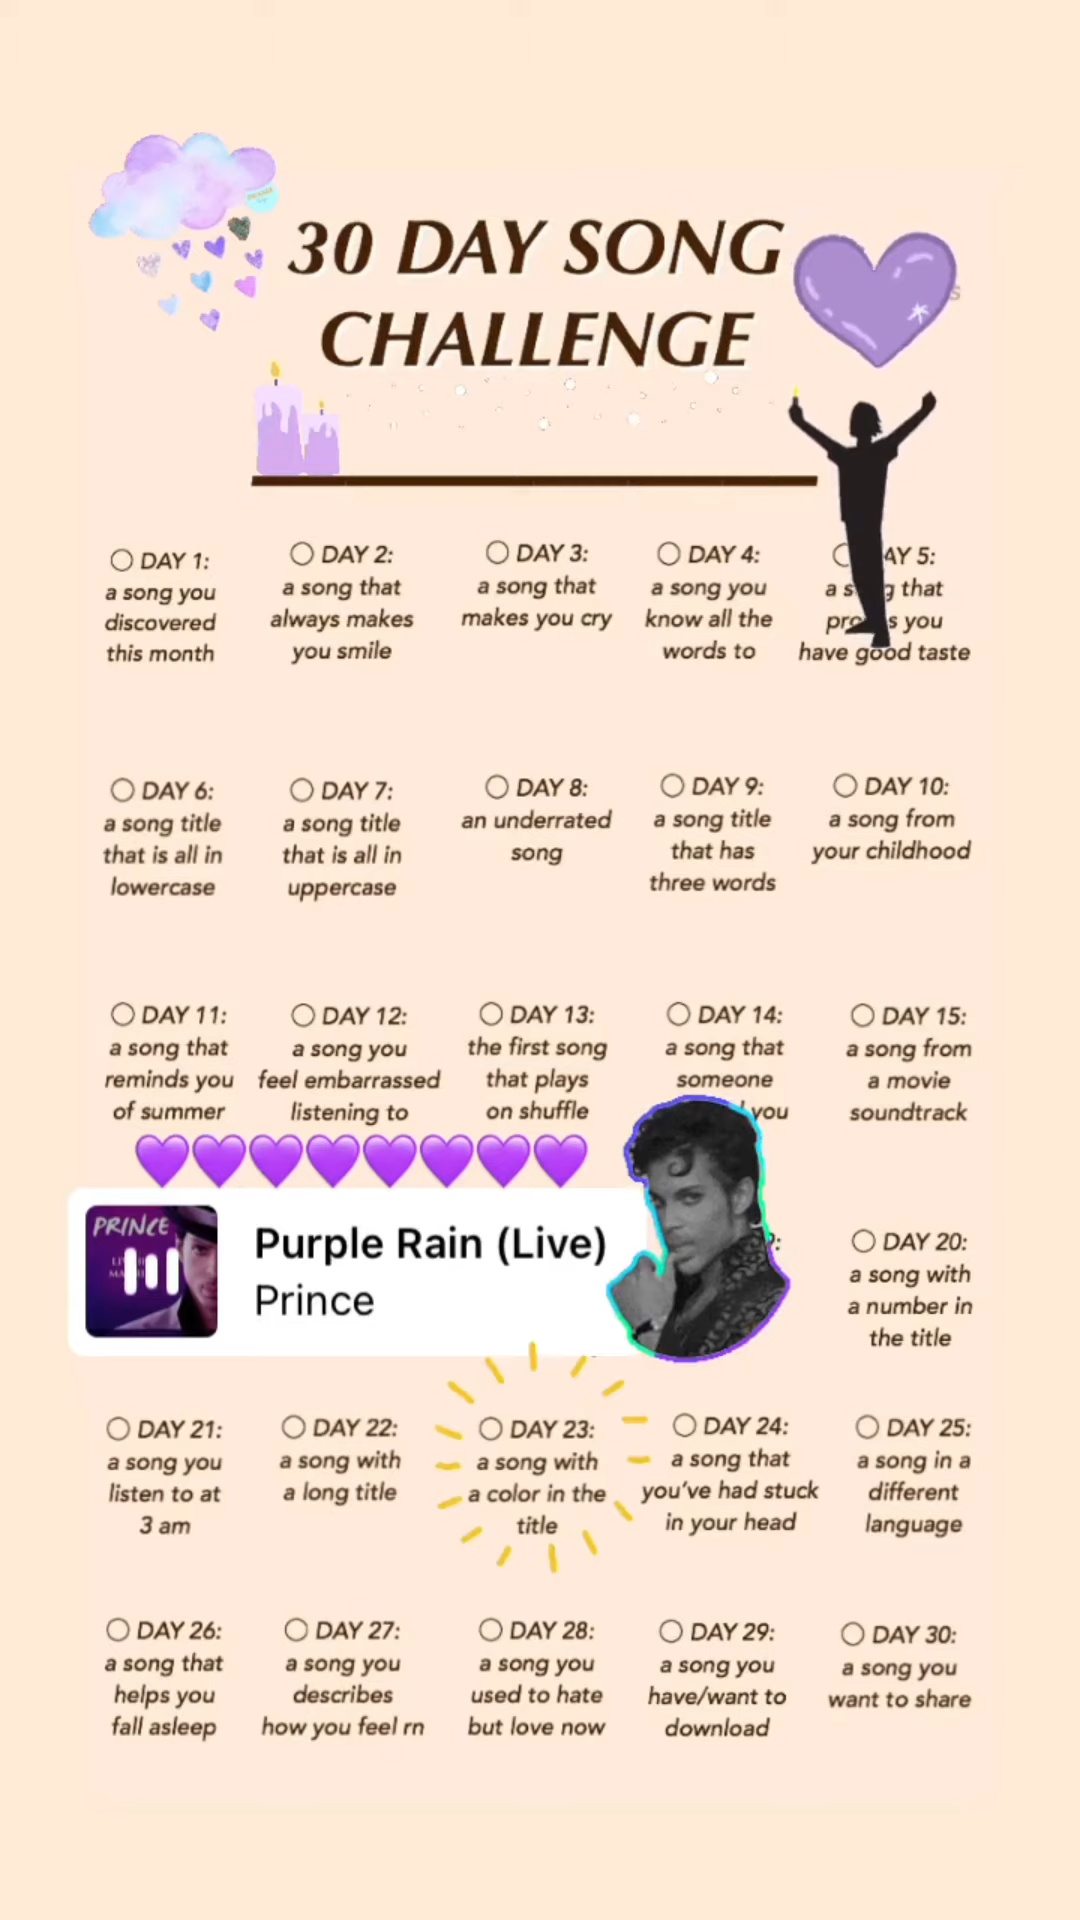 30 DAY SONG
CHALLENGE
DAY 1:
a song you
discovered
this month
DAY 2:
a song that
always makes
you smile
DAY 3:
a song that
makes you cry
DAY 4:
a song you
know all the
words to
AY 5:
that
you
have good taste
DAY 6:
a song title
that is all in
lowercase
DAY 7:
a song title
that is all in
uppercase
DAY 8:
an underrated
song
DAY 9:
a song title
that has
three words
DAY 10:
a song from
your childhood
DAY 11:
a song that
reminds you
of summer
DAY 12:
a song you
feel embarrassed
listening to
DAY 13:
the first song
that plays
on shuffle
DAY 14:
a song that
someone
you
DAY 15:
a song from
a movie
soundtrack
PRINCE
Purple Rain (Live)
Prince
DAY 20:
a song with
a number in
the title
DAY 21:
a song you
listen to at
3 am
DAY 22:
a song with
a long title
DAY 23:
a song with
a color in the
title
DAY 24:
a song that
you've had stuck
in your head
DAY 25:
a song in a
different
language
DAY 26:
a song that
helps you
fall asleep
DAY 27:
a song you
describes
how you feel rn
DAY 28:
a song you
used to hate
but love now
DAY 29:
a song you
have/want to
download
DAY 30:
a song you
want to share